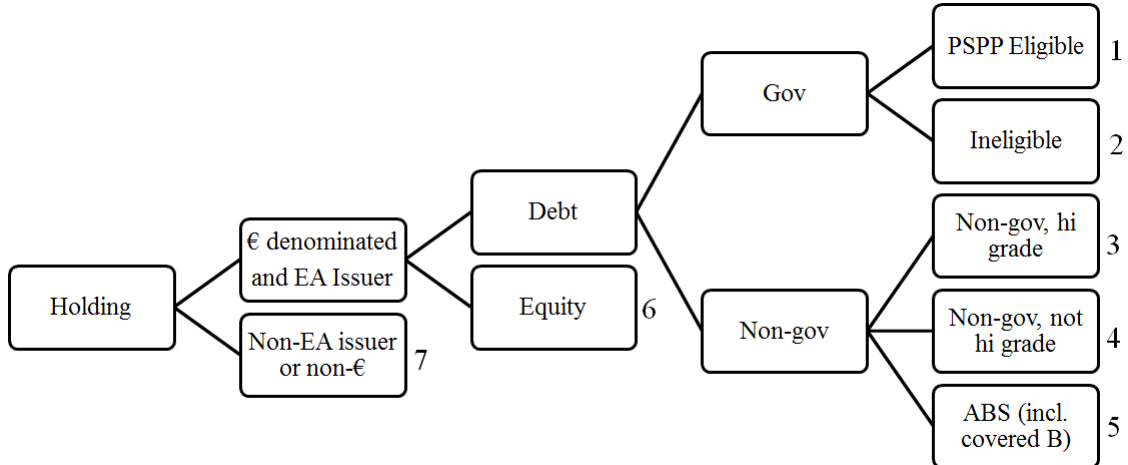 Holding
€ denominated
and EA Issuer
Non-EA issuer
or non-€
7
Debt
Equity
6
Gov
Non-gov
PSPP Eligible
1
Ineligible
2
Non-gov, hi
grade
3
Non-gov, not
hi grade
4
ABS (incl.
covered B)
5